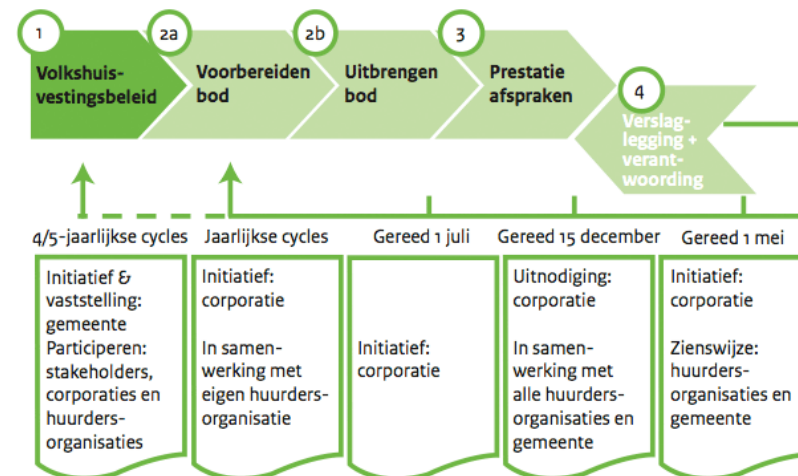 1
Volkshuis-
vestingsbeleid
2a
Voorbereiden
bod
2b
Uitbrengen
bod
3
Prestatie
afspraken
4
Verslag-
legging +
verant-
woording
4/5-jaarlijkse cycles
Jaarlijkse cycles
Gereed 1 juli
Gereed 15 december
Gereed 1 mei
Initiatief &
vaststelling:
gemeente
Participeren:
stakeholders,
corporaties en
huurders-
organisaties
Initiatief:
corporatie
In samen-
werking met
eigen huurders-
organisatie
Initiatief:
corporatie
Uitnodiging:
corporatie
In samen-
werking met
alle huurders-
organisaties en
gemeente
Initiatief:
corporatie
Zienswijze:
huurders-
organisaties en
gemeente